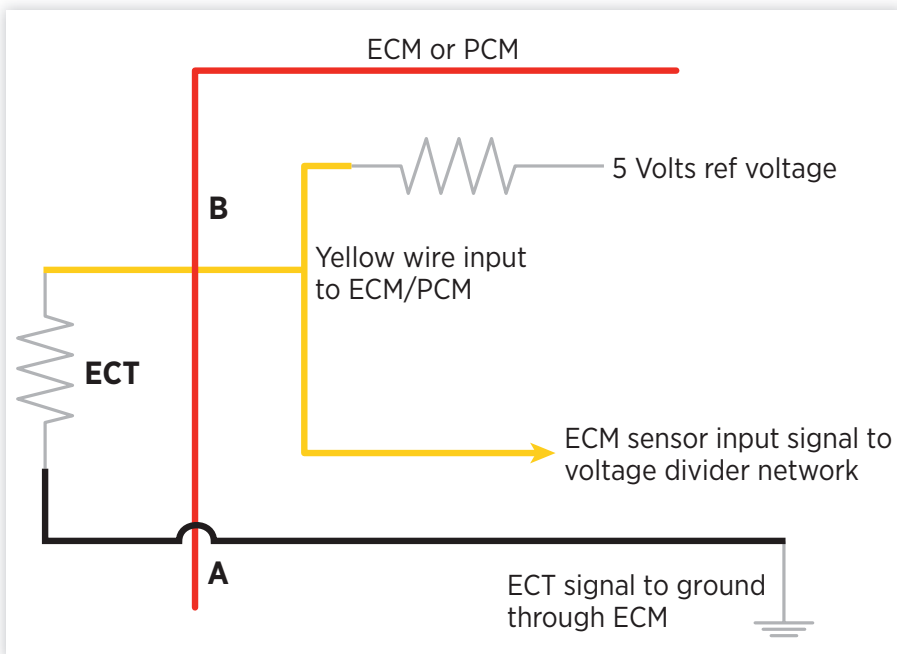 ECM or PCM
5 Volts ref voltage
B
Yellow wire input
to ECM/PCM
ECT
ECM sensor input signal to
voltage divider network
A
ECT signal to ground
through ECM